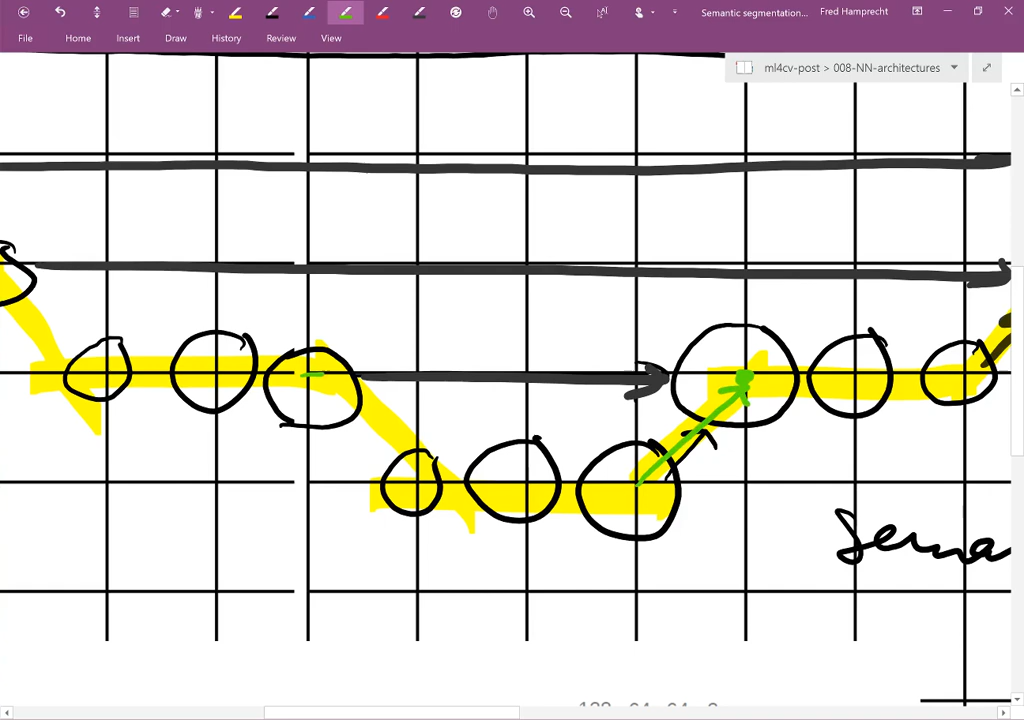 Semantic segmentation... Fred Hamprecht
File Home Insert Draw History Review View
ml4cv-post > 008-NN-architectures
Sema